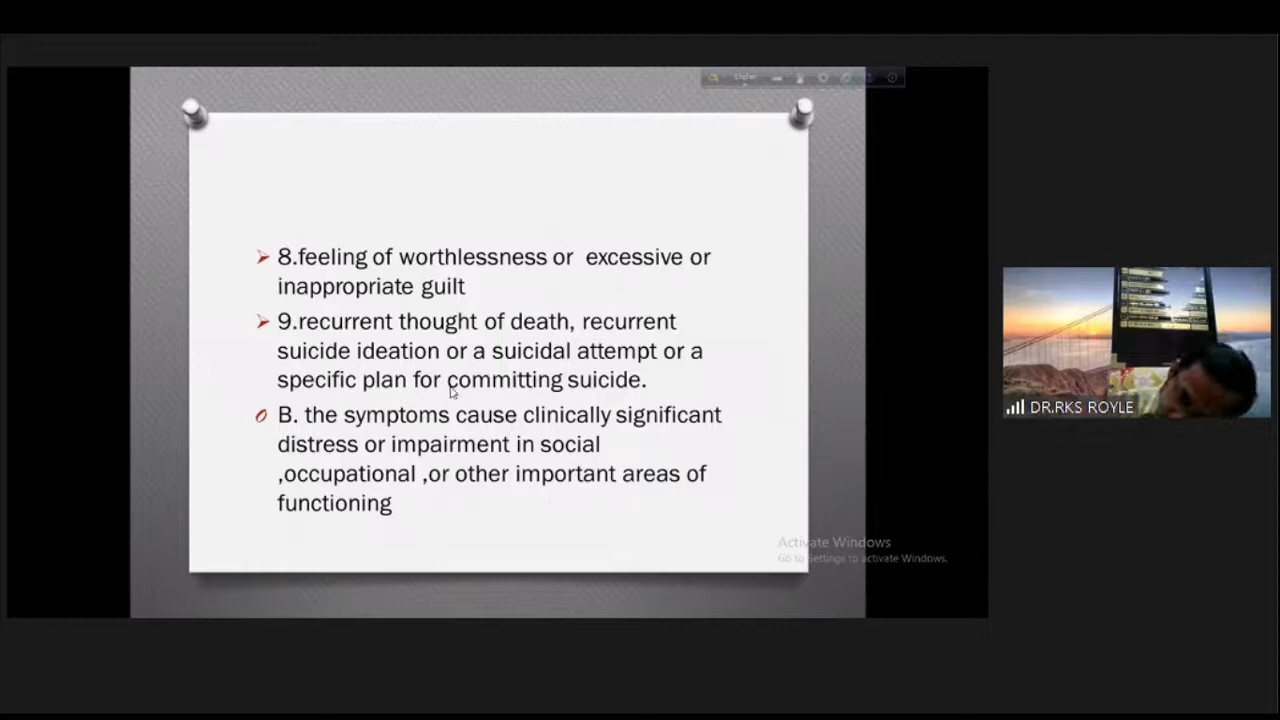 8.feeling of worthlessness or excessive or
inappropriate guilt
9.recurrent thought of death, recurrent
suicide ideation or a suicidal attempt or a
specific plan for committing suicide.
B. the symptoms cause clinically significant
distress or impairment in social
,occupational ,or other important areas of
functioning
Activate Windows
Go to Settings to activate Windows.
DR.RKS ROYLE